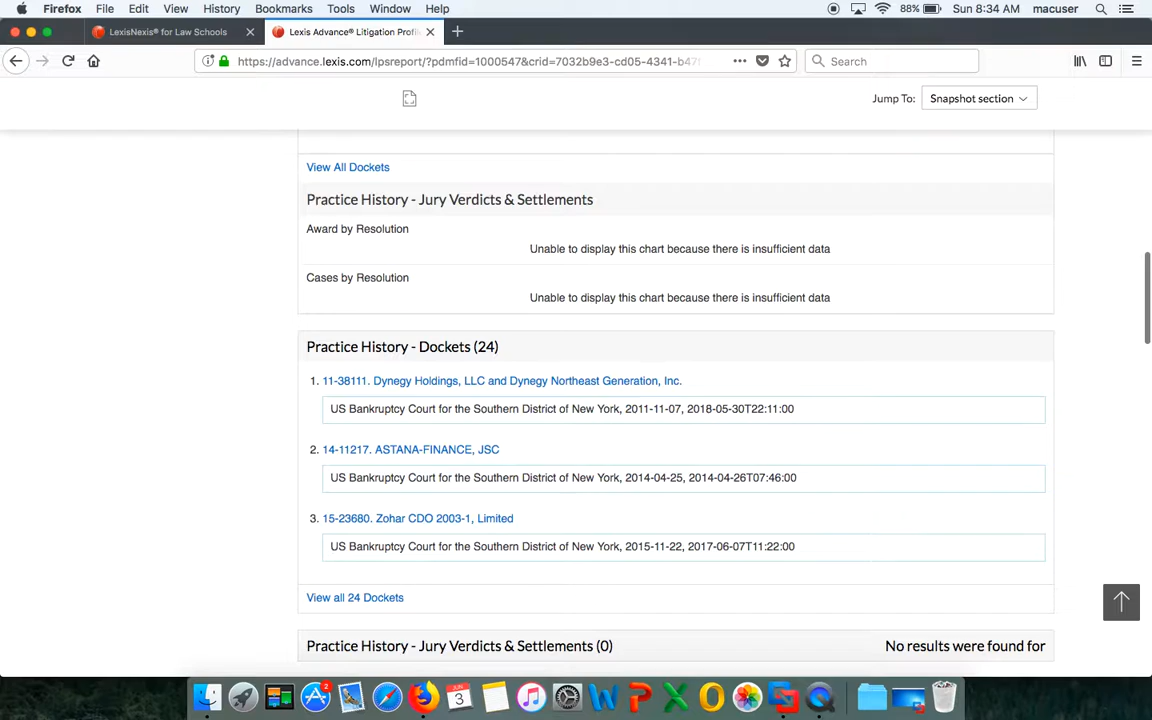 Firefox File Edit View History Bookmarks Tools Window Help 88% Sun 8:34 AM macuser
LexisNexis® for Law Schools Lexis Advance® Litigation Profi
https://advance.lexis.com/lpsreport/?pdmfid=1000547&crid=7032b9e3-cd05-4341-b47 Search
Jump To: Snapshot section
View All Dockets
Practice History - Jury Verdicts & Settlements
Award by Resolution
Unable to display this chart because there is insufficient data
Cases by Resolution
Unable to display this chart because there is insufficient data
Practice History - Dockets (24)
1. 11-38111. Dynegy Holdings, LLC and Dynegy Northeast Generation, Inc.
US Bankruptcy Court for the Southern District of New York, 2011-11-07, 2018-05-30T22:11:00
2. 14-11217. ASTANA-FINANCE, JSC
US Bankruptcy Court for the Southern District of New York, 2014-04-25, 2014-04-26T07:46:00
3. 15-23680. Zohar CDO 2003-1, Limited
US Bankruptcy Court for the Southern District of New York, 2015-11-22, 2017-06-07T11:22:00
View all 24 Dockets
Practice History - Jury Verdicts & Settlements (0) No results were found for
2
JUN
3